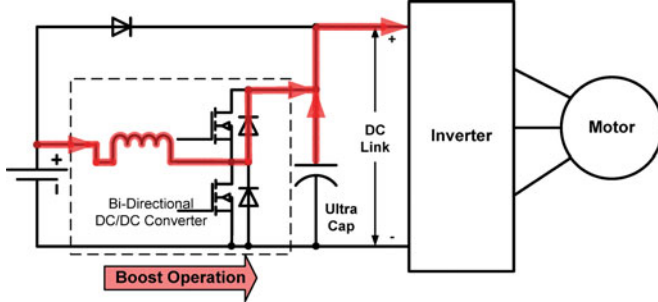 +
DC
Link
-
Inverter
Motor
+
-
Bi-Directional
DC/DC Converter
Ultra
Cap
Boost Operation